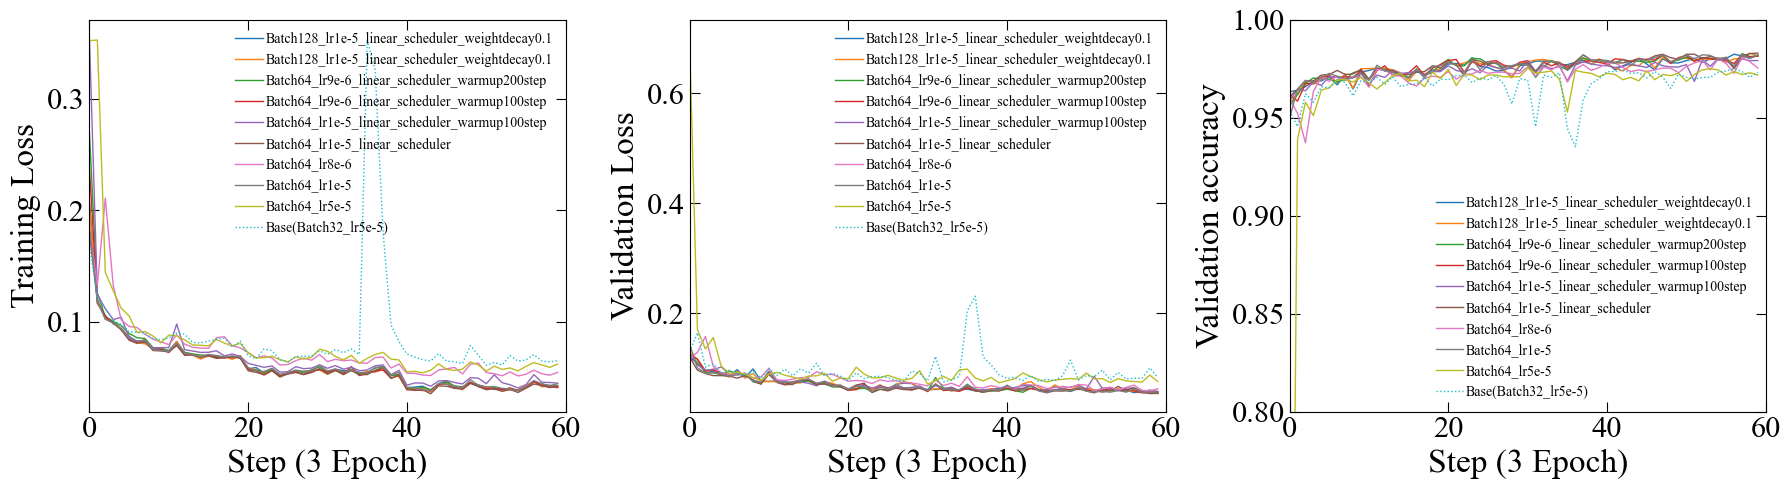 Training Loss
0.3
0.2
0.1
Batch128_lr1e-5_linear_scheduler_weightdecay0.1
Batch128_lr1e-5_linear_scheduler_weightdecay0.1
Batch64_lr9e-6_linear_scheduler_warmup200step
Batch64_lr9e-6_linear_scheduler_warmup100step
Batch64_lr1e-5_linear_scheduler_warmup100step
Batch64_lr1e-5_linear_scheduler
Batch64_lr8e-6
Batch64_lr1e-5
Batch64_lr5e-5
Base(Batch32_lr5e-5)
0 20 40 60
Step (3 Epoch)
Validation Loss
0.6
0.4
0.2
Batch128_lr1e-5_linear_scheduler_weightdecay0.1
Batch128_lr1e-5_linear_scheduler_weightdecay0.1
Batch64_lr9e-6_linear_scheduler_warmup200step
Batch64_lr9e-6_linear_scheduler_warmup100step
Batch64_lr1e-5_linear_scheduler_warmup100step
Batch64_lr1e-5_linear_scheduler
Batch64_lr8e-6
Batch64_lr1e-5
Batch64_lr5e-5
Base(Batch32_lr5e-5)
0 20 40 60
Step (3 Epoch)
Validation accuracy
1.00
0.95
0.90
0.85
0.80
Batch128_lr1e-5_linear_scheduler_weightdecay0.1
Batch128_lr1e-5_linear_scheduler_weightdecay0.1
Batch64_lr9e-6_linear_scheduler_warmup200step
Batch64_lr9e-6_linear_scheduler_warmup100step
Batch64_lr1e-5_linear_scheduler_warmup100step
Batch64_lr1e-5_linear_scheduler
Batch64_lr8e-6
Batch64_lr1e-5
Batch64_lr5e-5
Base(Batch32_lr5e-5)
0 20 40 60
Step (3 Epoch)